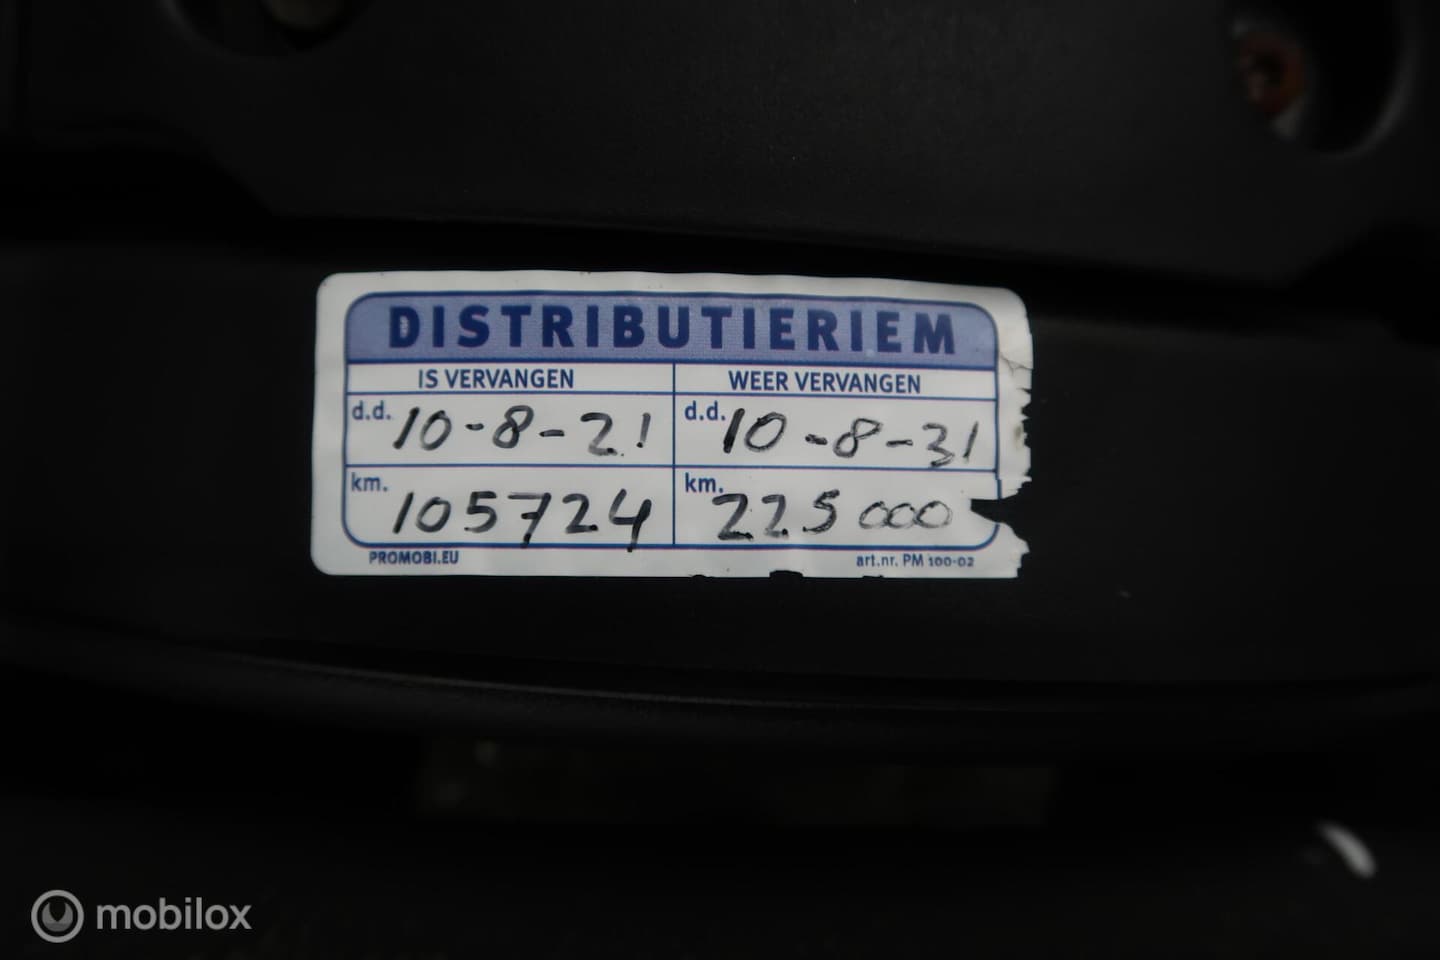 DISTRIBUTIERIEM
IS VERVANGEN
WEER VERVANGEN
d.d. 10-8-21
d.d. 10-8-31
km. 105724
km. 225000
PROMOBI.EU
art.nr. PM 100-02
mobilox